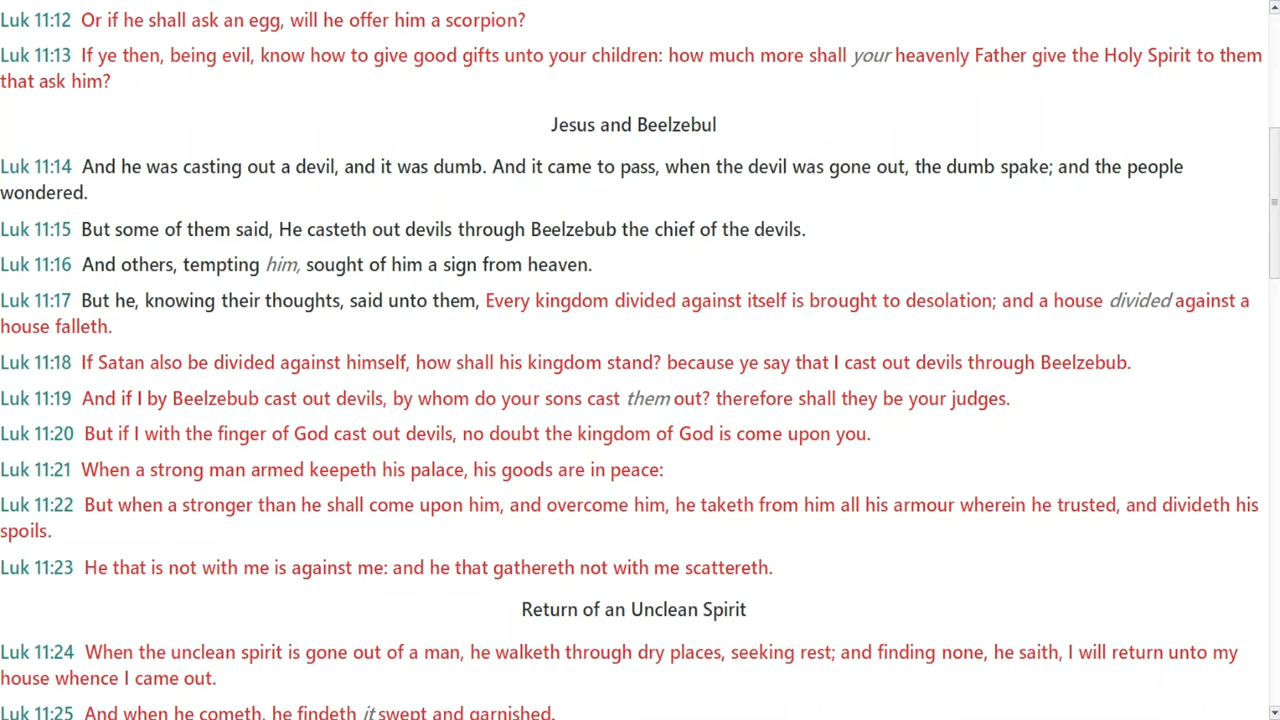 Luk 11:12 Or if he shall ask an egg, will he offer him a scorpion?
Luk 11:13 If ye then, being evil, know how to give good gifts unto your children: how much more shall your heavenly Father give the Holy Spirit to them
that ask him?
Jesus and Beelzebul
Luk 11:14 And he was casting out a devil, and it was dumb. And it came to pass, when the devil was gone out, the dumb spake; and the people
wondered.
Luk 11:15 But some of them said, He casteth out devils through Beelzebub the chief of the devils.
Luk 11:16 And others, tempting him, sought of him a sign from heaven.
Luk 11:17 But he, knowing their thoughts, said unto them, Every kingdom divided against itself is brought to desolation; and a house divided against a
house falleth.
Luk 11:18 If Satan also be divided against himself, how shall his kingdom stand? because ye say that I cast out devils through Beelzebub.
Luk 11:19 And if I by Beelzebub cast out devils, by whom do your sons cast them out? therefore shall they be your judges.
Luk 11:20 But if I with the finger of God cast out devils, no doubt the kingdom of God is come upon you.
Luk 11:21 When a strong man armed keepeth his palace, his goods are in peace:
Luk 11:22 But when a stronger than he shall come upon him, and overcome him, he taketh from him all his armour wherein he trusted, and divideth his
spoils.
Luk 11:23 He that is not with me is against me: and he that gathereth not with me scattereth.
Return of an Unclean Spirit
Luk 11:24 When the unclean spirit is gone out of a man, he walketh through dry places, seeking rest; and finding none, he saith, I will return unto my
house whence I came out.
Luk 11:25 And when he cometh, he findeth it swept and garnished.